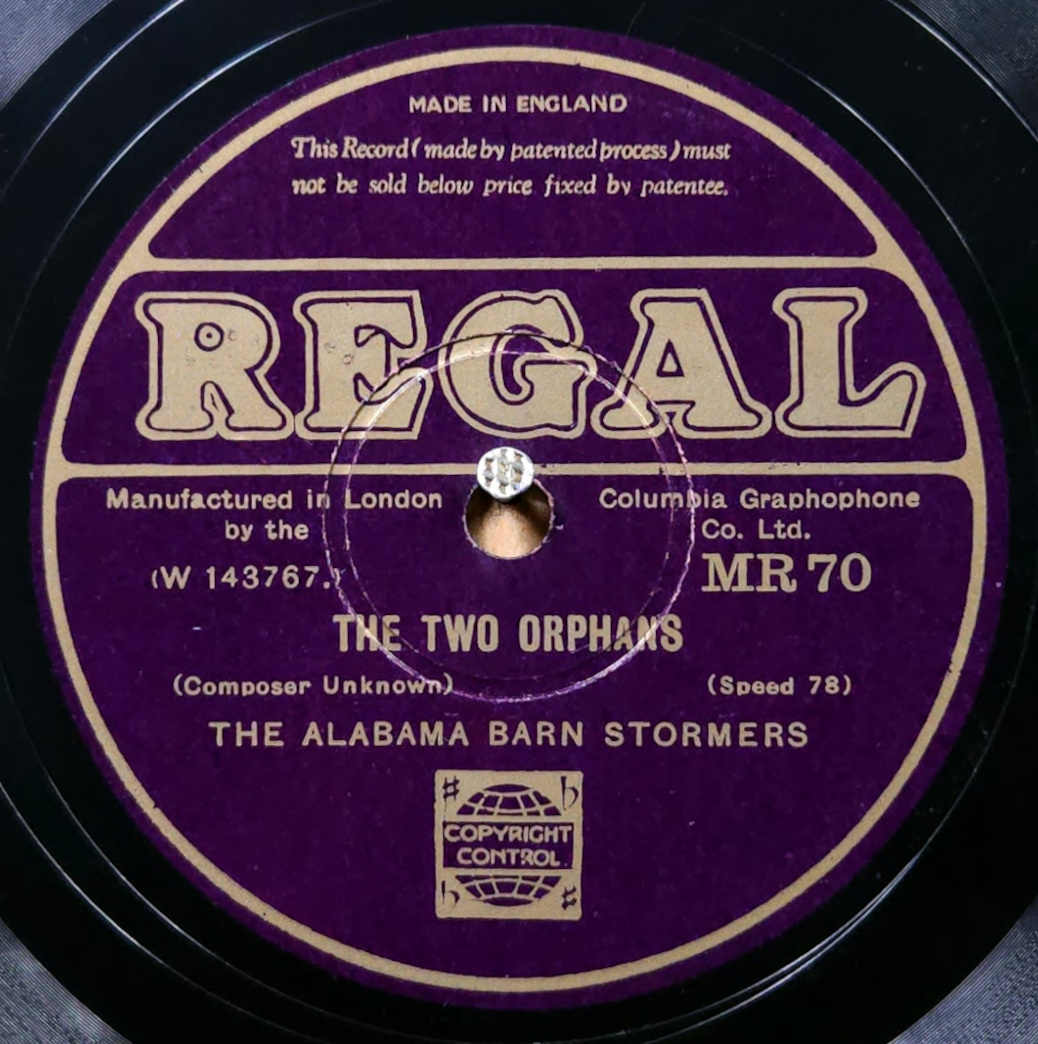 MADE IN ENGLAND
This Record (made by patented process) must
not be sold below price fixed by patentee.
REGAL
Manufactured in London
by the
Columbia Graphophone
Co. Ltd.
(W 143767.)
MR 70
THE TWO ORPHANS
(Composer Unknown)
(Speed 78)
THE ALABAMA BARN STORMERS
♯ ♭
COPYRIGHT
CONTROL
♭ ♯